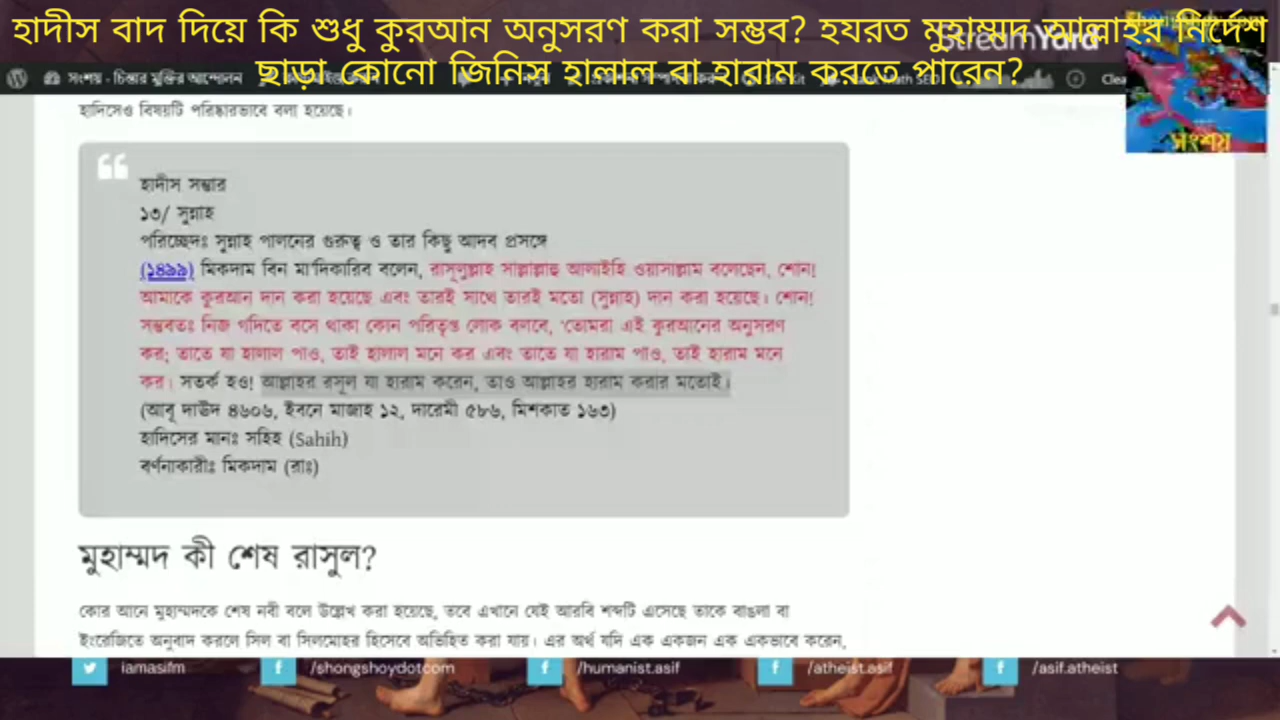 হাদীস বাদ দিয়ে কি শুধু কুরআন অনুসরণ করা সম্ভব? হযরত মুহাম্মদ আল্লাহর নির্দেশ
ছাড়া কোনো জিনিস হালাল বা হারাম করতে পারেন?
StreamYard
সংশয় - চিন্তার মুক্তির আন্দোলন
Clea
সংশয়
হাদিসেও বিষয়টি পরিষ্কারভাবে বলা হয়েছে।
হাদীস সম্ভার
১৩/ সুন্নাহ
পরিচ্ছেদঃ সুন্নাহ পালনের গুরুত্ব ও তার কিছু আদব প্রসঙ্গে
(১৪৯৯) মিকদাম বিন মা'দিকারিব বলেন, রাসূলুল্লাহ সাল্লাল্লাহু আলাইহি ওয়াসাল্লাম বলেছেন, শোন!
আমাকে কুরআন দান করা হয়েছে এবং তারই সাথে তারই মতো (সুন্নাহ) দান করা হয়েছে। শোন!
সম্ভবতঃ নিজ গদিতে বসে থাকা কোন পরিতৃপ্ত লোক বলবে, 'তোমরা এই কুরআনের অনুসরণ
কর; তাতে যা হালাল পাও, তাই হালাল মনে কর এবং তাতে যা হারাম পাও, তাই হারাম মনে
কর। সতর্ক হও! আল্লাহর রসূল যা হারাম করেন, তাও আল্লাহর হারাম করার মতোই।
(আবূ দাঊদ ৪৬০৬, ইবনে মাজাহ ১২, দারেমী ৫৮৬, মিশকাত ১৬৩)
হাদিসের মানঃ সহিহ (Sahih)
বর্ণনাকারীঃ মিকদাম (রাঃ)
মুহাম্মদ কী শেষ রাসুল?
কোর আনে মুহাম্মদকে শেষ নবী বলে উল্লেখ করা হয়েছে, তবে এখানে যেই আরবি শব্দটি এসেছে তাকে বাঙলা বা
ইংরেজিতে অনুবাদ করলে সিল বা সিলমোহর হিসেবে অভিহিত করা যায়। এর অর্থ যদি এক একজন এক একভাবে করেন,
iamasifm
/shongshoydotcom
/humanist.asif
/atheist.asif
/asif.atheist